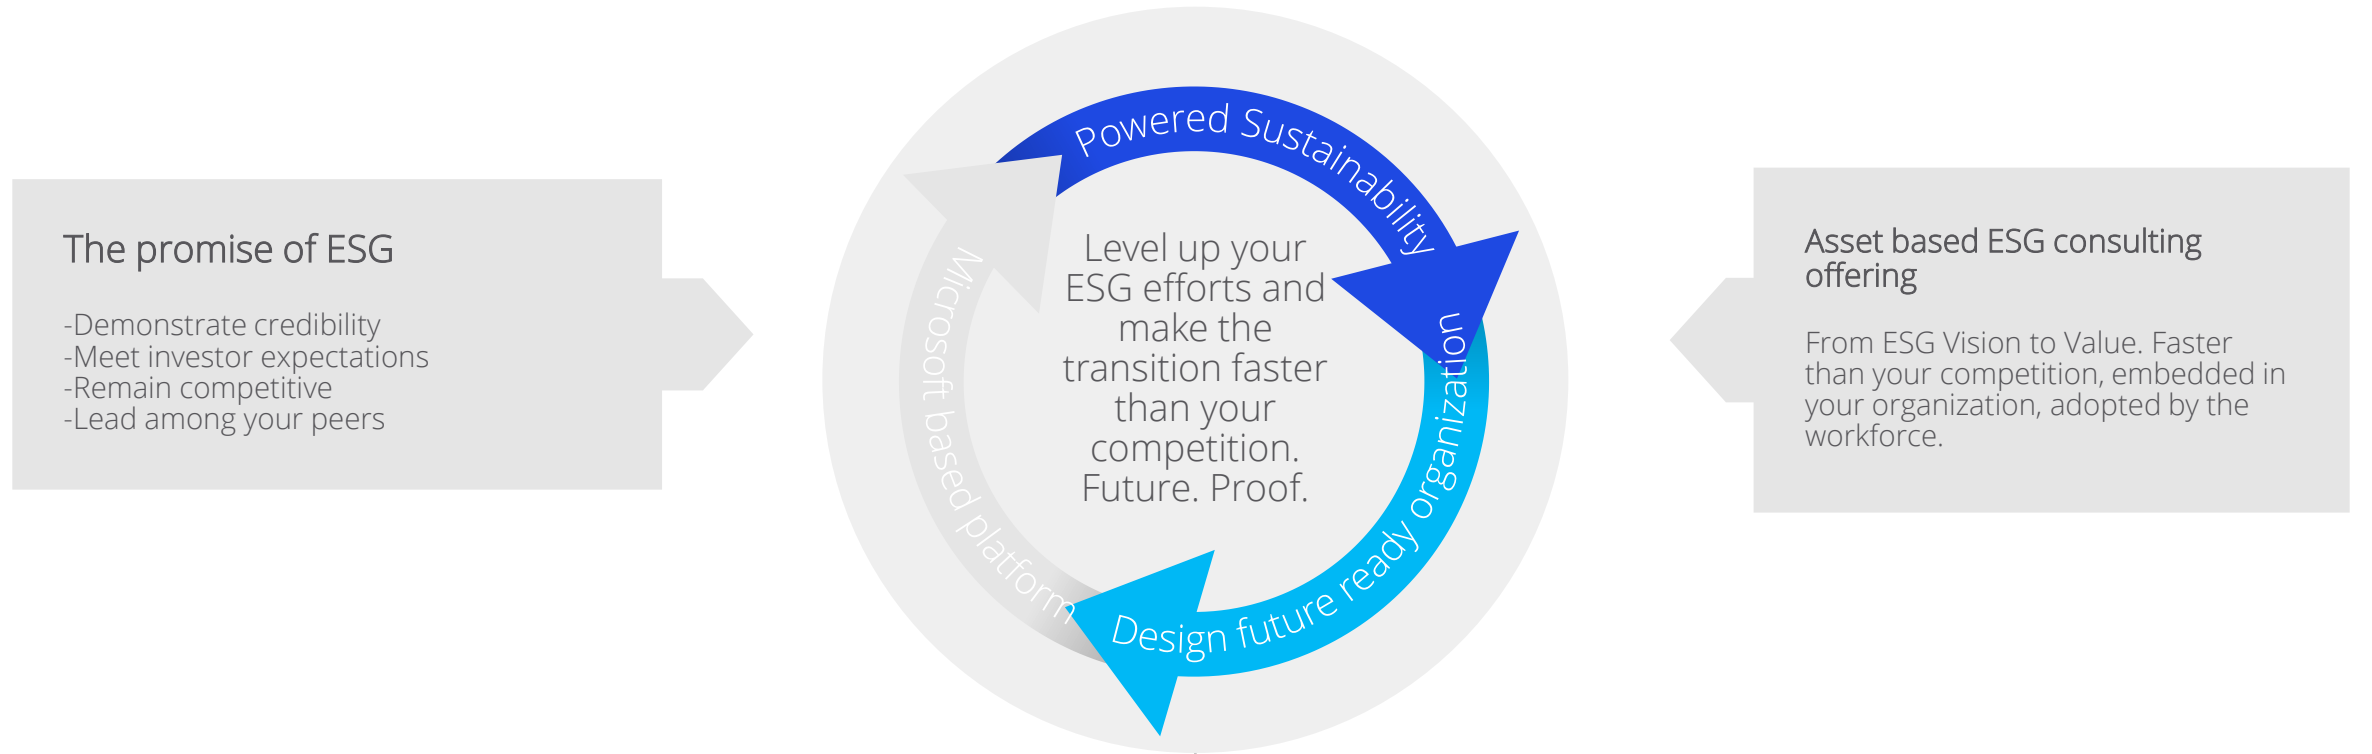 The promise of ESG
-Demonstrate credibility
-Meet investor expectations
-Remain competitive
-Lead among your peers
Powered Sustainability
Design future ready organization
Microsoft based platform
Level up your
ESG efforts and
make the
transition faster
than your
competition.
Future. Proof.
Asset based ESG consulting
offering
From ESG Vision to Value. Faster
than your competition, embedded in
your organization, adopted by the
workforce.